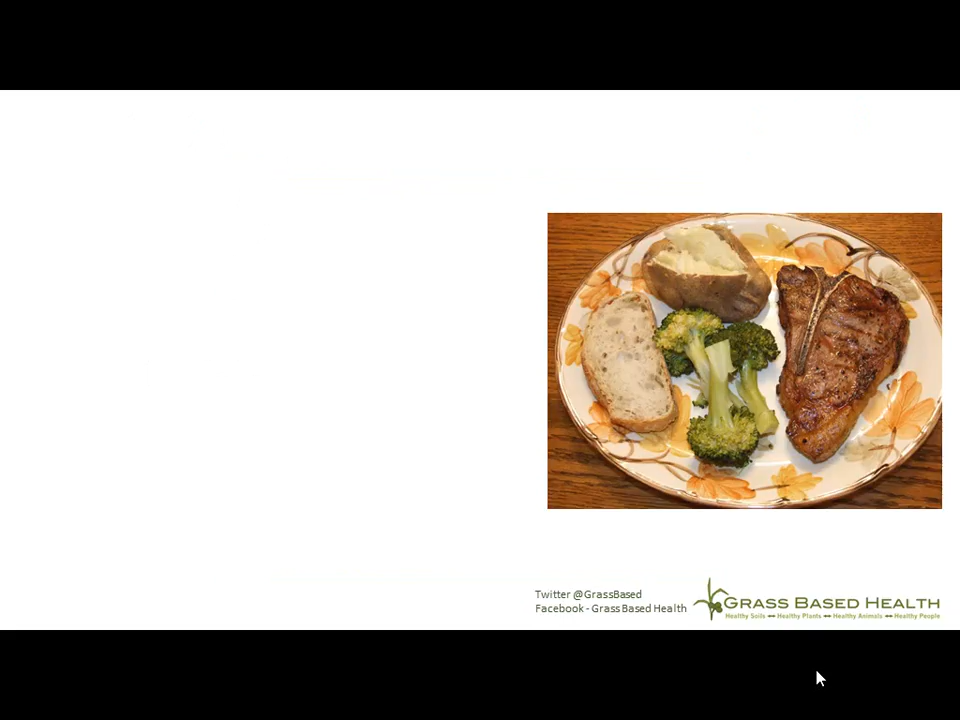 Twitter @GrassBased
Facebook - Grass Based Health
GRASS BASED HEALTH
Healthy Soils ↔ Healthy Plants ↔ Healthy Animals ↔ Healthy People